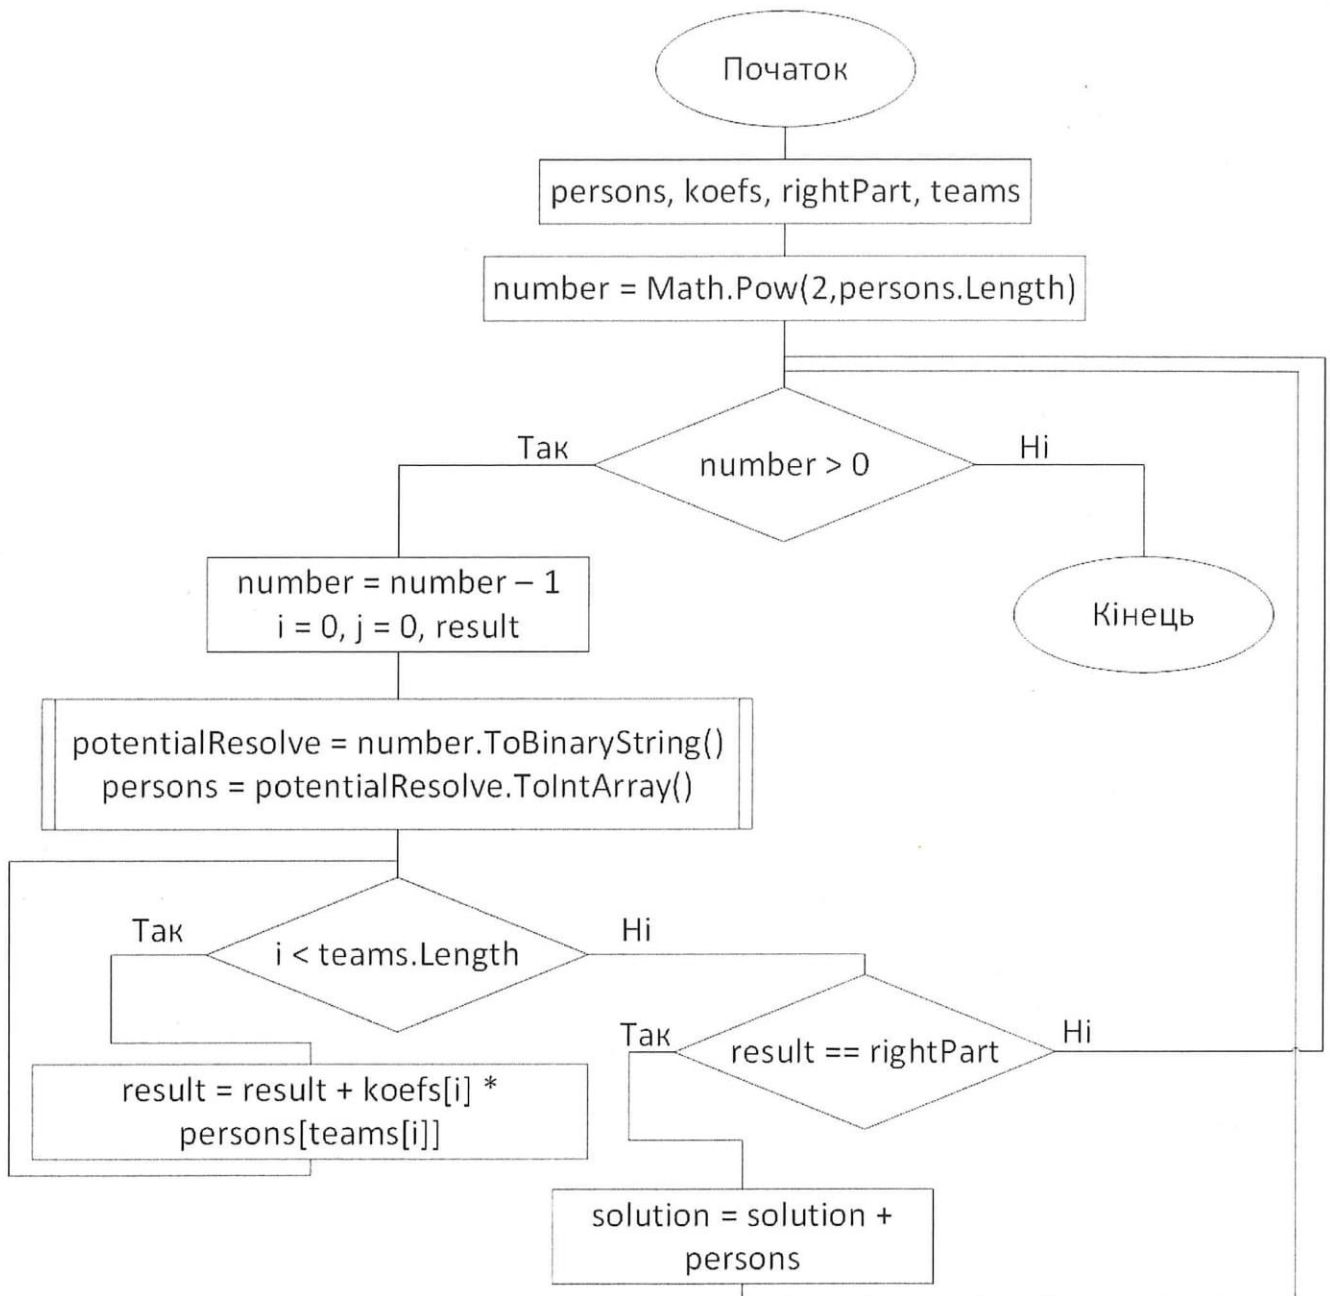 Початок
persons, koefs, rightPart, teams
number = Math.Pow(2,persons.Length)
Так
number > 0
Ні
number = number – 1
i = 0, j = 0, result
Кінець
potentialResolve = number.ToBinaryString()
persons = potentialResolve.ToIntArray()
Так
i < teams.Length
Ні
Так
result == rightPart
Ні
result = result + koefs[i] *
persons[teams[i]]
solution = solution +
persons